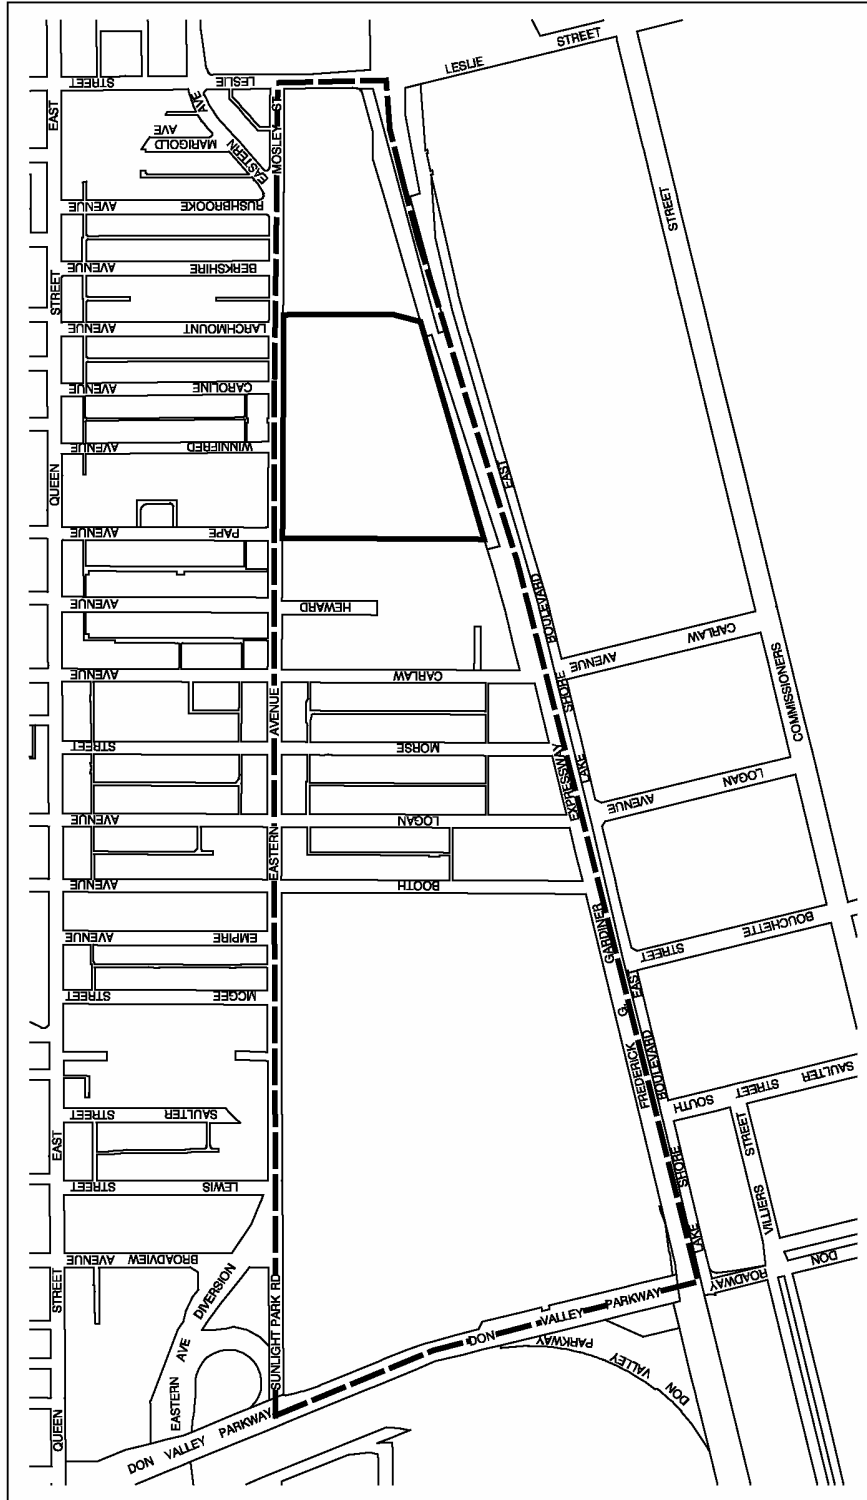 LESLIE
STREET
STREET
LESLIE
EAST
AVE
MOSLEY ST
AVE
MARIGOLD
EASTERN
AVENUE
RUSHBROOKE
STREET
AVENUE
BERKSHIRE
STREET
AVENUE
LARCHMOUNT
AVENUE
CAROLINE
AVENUE
WINNIFRED
QUEEN
EAST
AVENUE
PAPE
AVENUE
HEWARD
BOULEVARD
AVENUE
CARLAW
AVENUE
CARLAW
AVENUE
SHORE
COMMISSIONERS
AVENUE
STREET
MORSE
EXPRESSWAY
LAKE
AVENUE
LOGAN
AVENUE
LOGAN
EASTERN
AVENUE
BOOTH
AVENUE
EMPIRE
GARDINER
STREET
BOUCHETTE
STREET
MCGEE
G.
EAST
FREDERICK
BOULEVARD
STREET
SAULTER
SOUTH
STREET
SAULTER
EAST
STREET
STREET
LEWIS
SHORE
VILLIERS
AVENUE
BROADVIEW
LAKE
DON
ROADWAY
STREET
DIVERSION
AVE
EASTERN
SUNLIGHT PARK RD
DON VALLEY PARKWAY
DON VALLEY PARKWAY
QUEEN
DON VALLEY PARKWAY